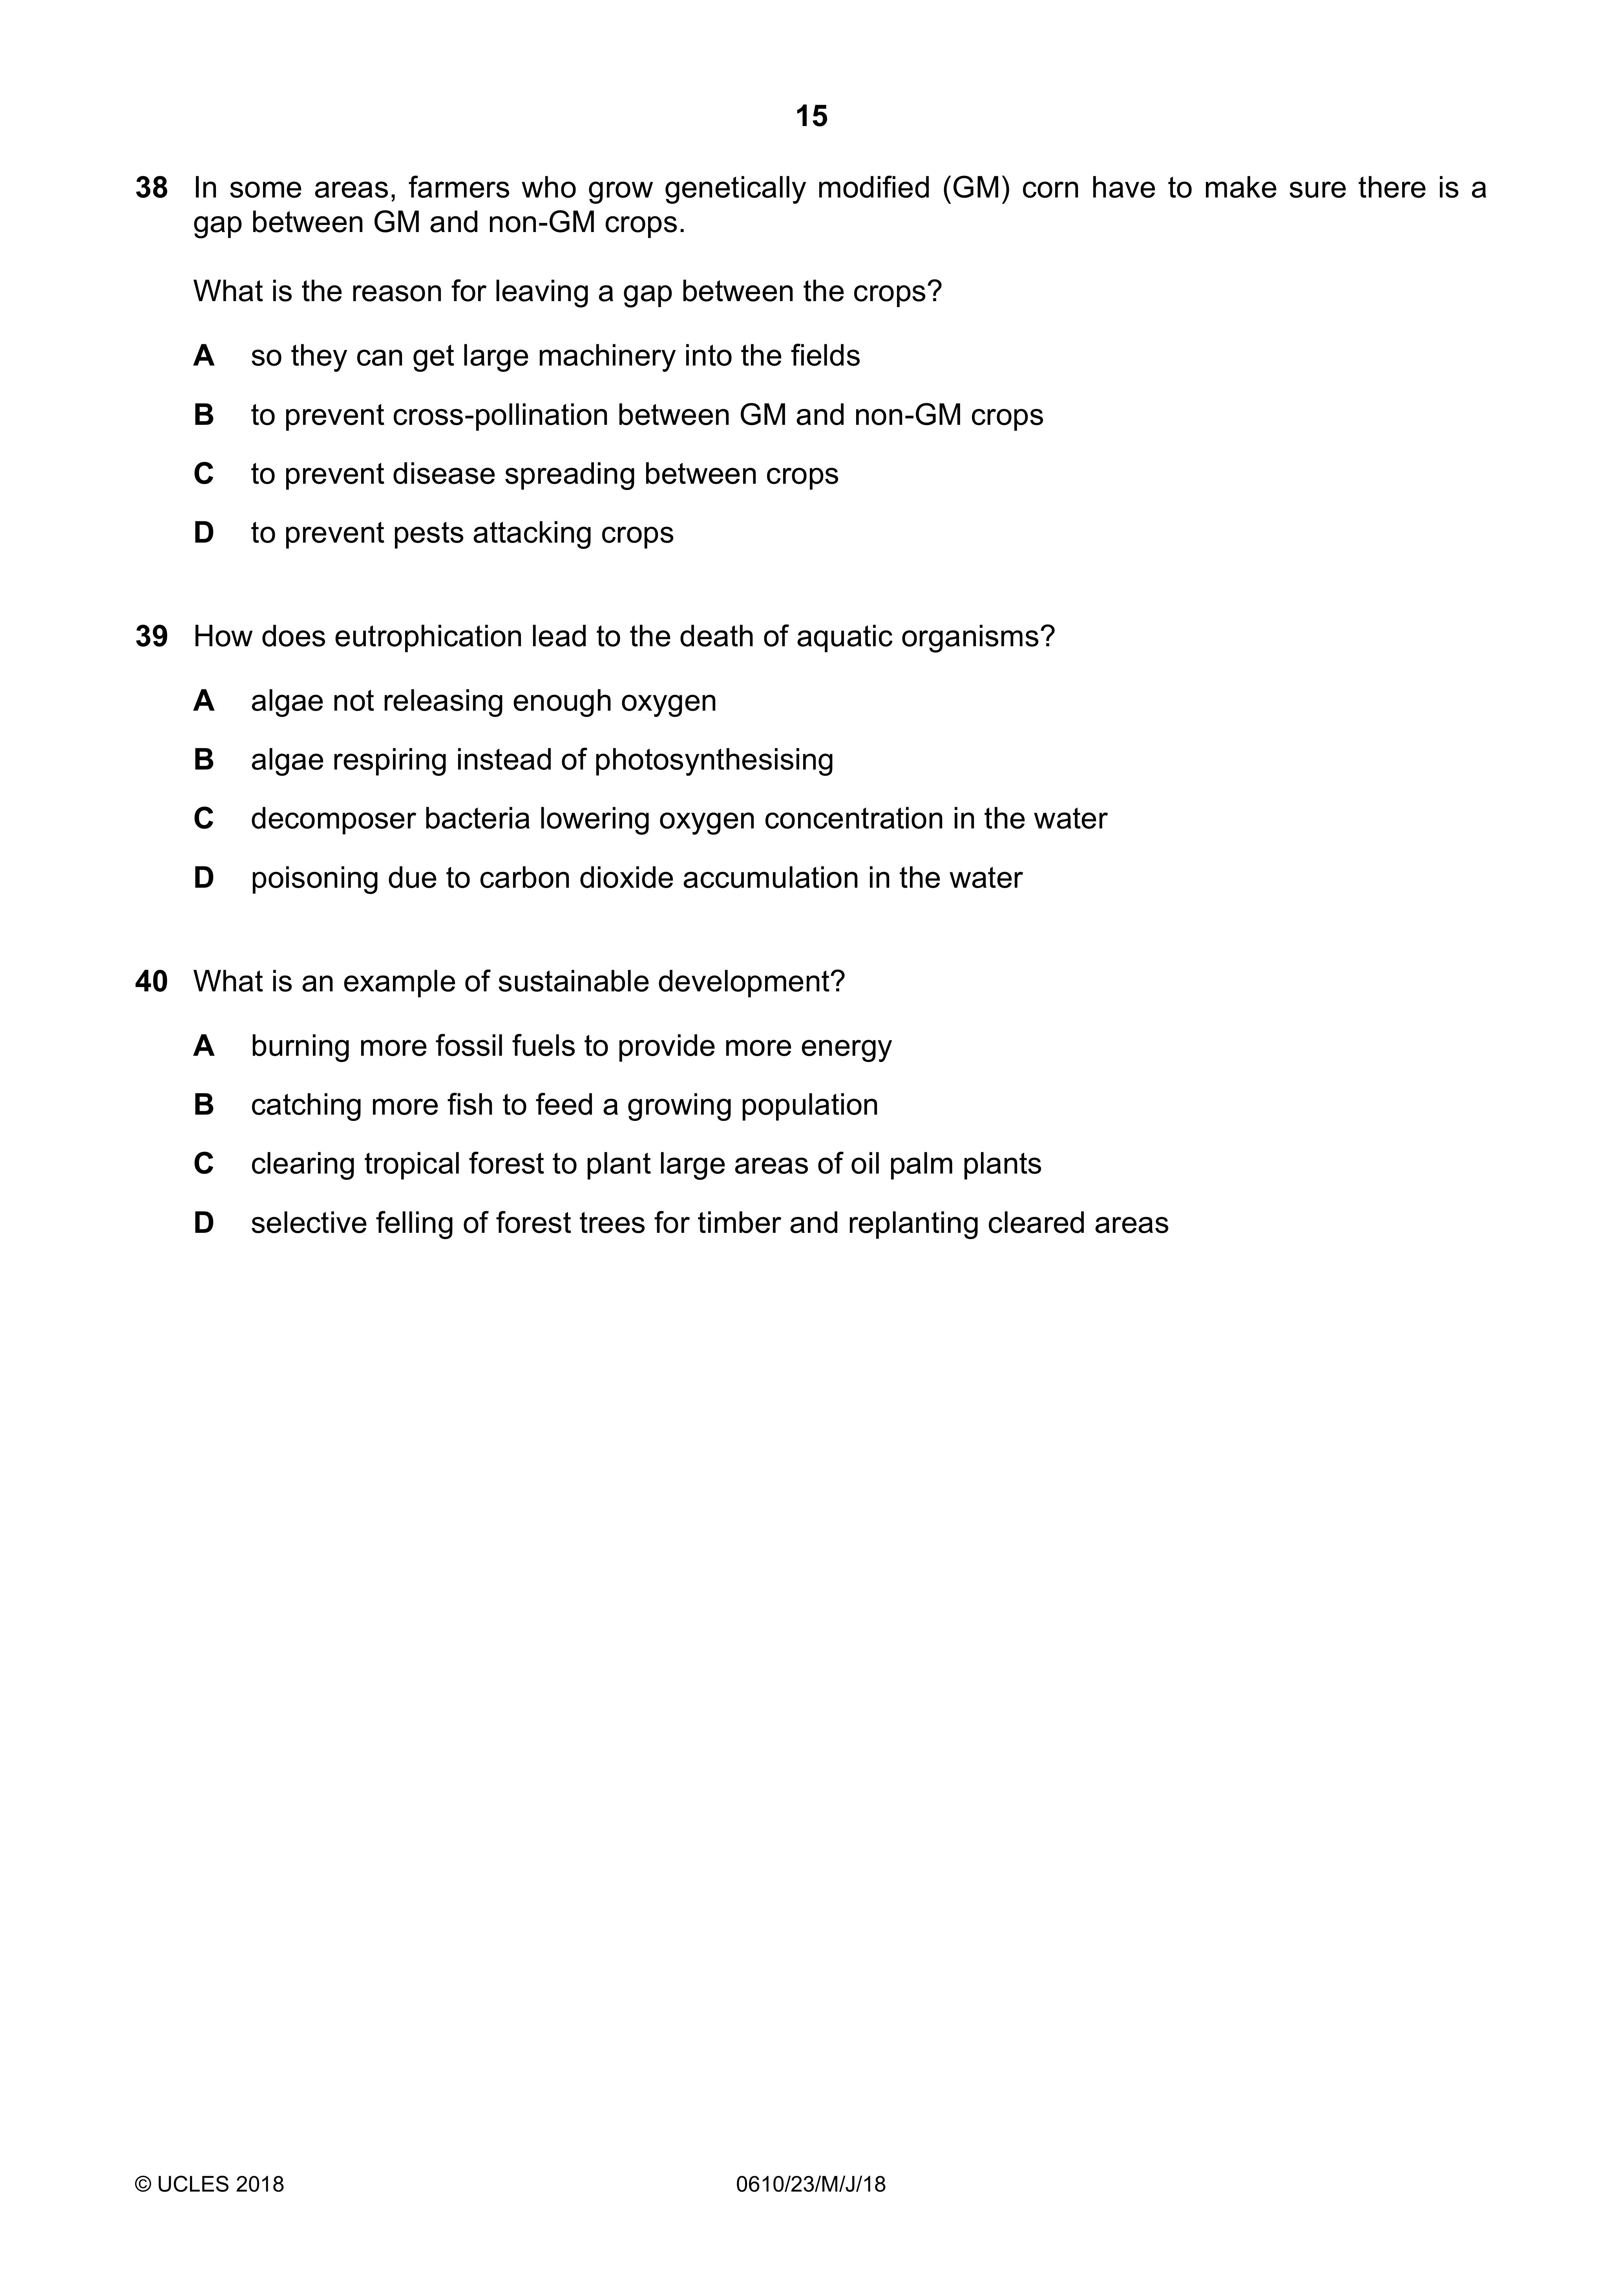 15
38 In some areas, farmers who grow genetically modified (GM) corn have to make sure there is a
gap between GM and non-GM crops.
What is the reason for leaving a gap between the crops?
A so they can get large machinery into the fields
B to prevent cross-pollination between GM and non-GM crops
C to prevent disease spreading between crops
D to prevent pests attacking crops
39 How does eutrophication lead to the death of aquatic organisms?
A algae not releasing enough oxygen
B algae respiring instead of photosynthesising
C decomposer bacteria lowering oxygen concentration in the water
D poisoning due to carbon dioxide accumulation in the water
40 What is an example of sustainable development?
A burning more fossil fuels to provide more energy
B catching more fish to feed a growing population
C clearing tropical forest to plant large areas of oil palm plants
D selective felling of forest trees for timber and replanting cleared areas
© UCLES 2018 0610/23/M/J/18